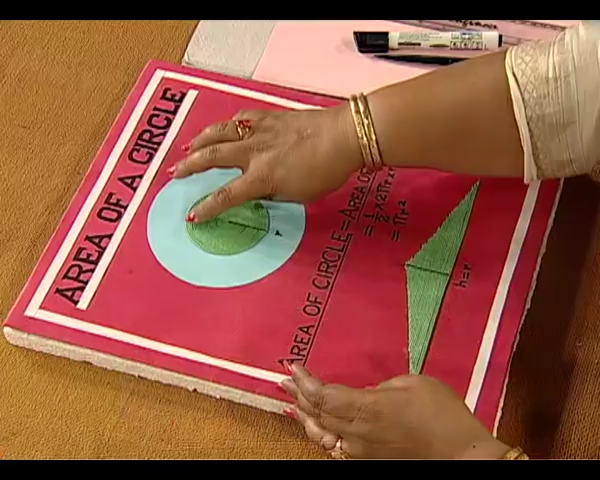 AREA OF A CIRCLE
r
AREA OF CIRCLE = AREA OF
= 1/2 × 2πr × r
= πr²
h=r